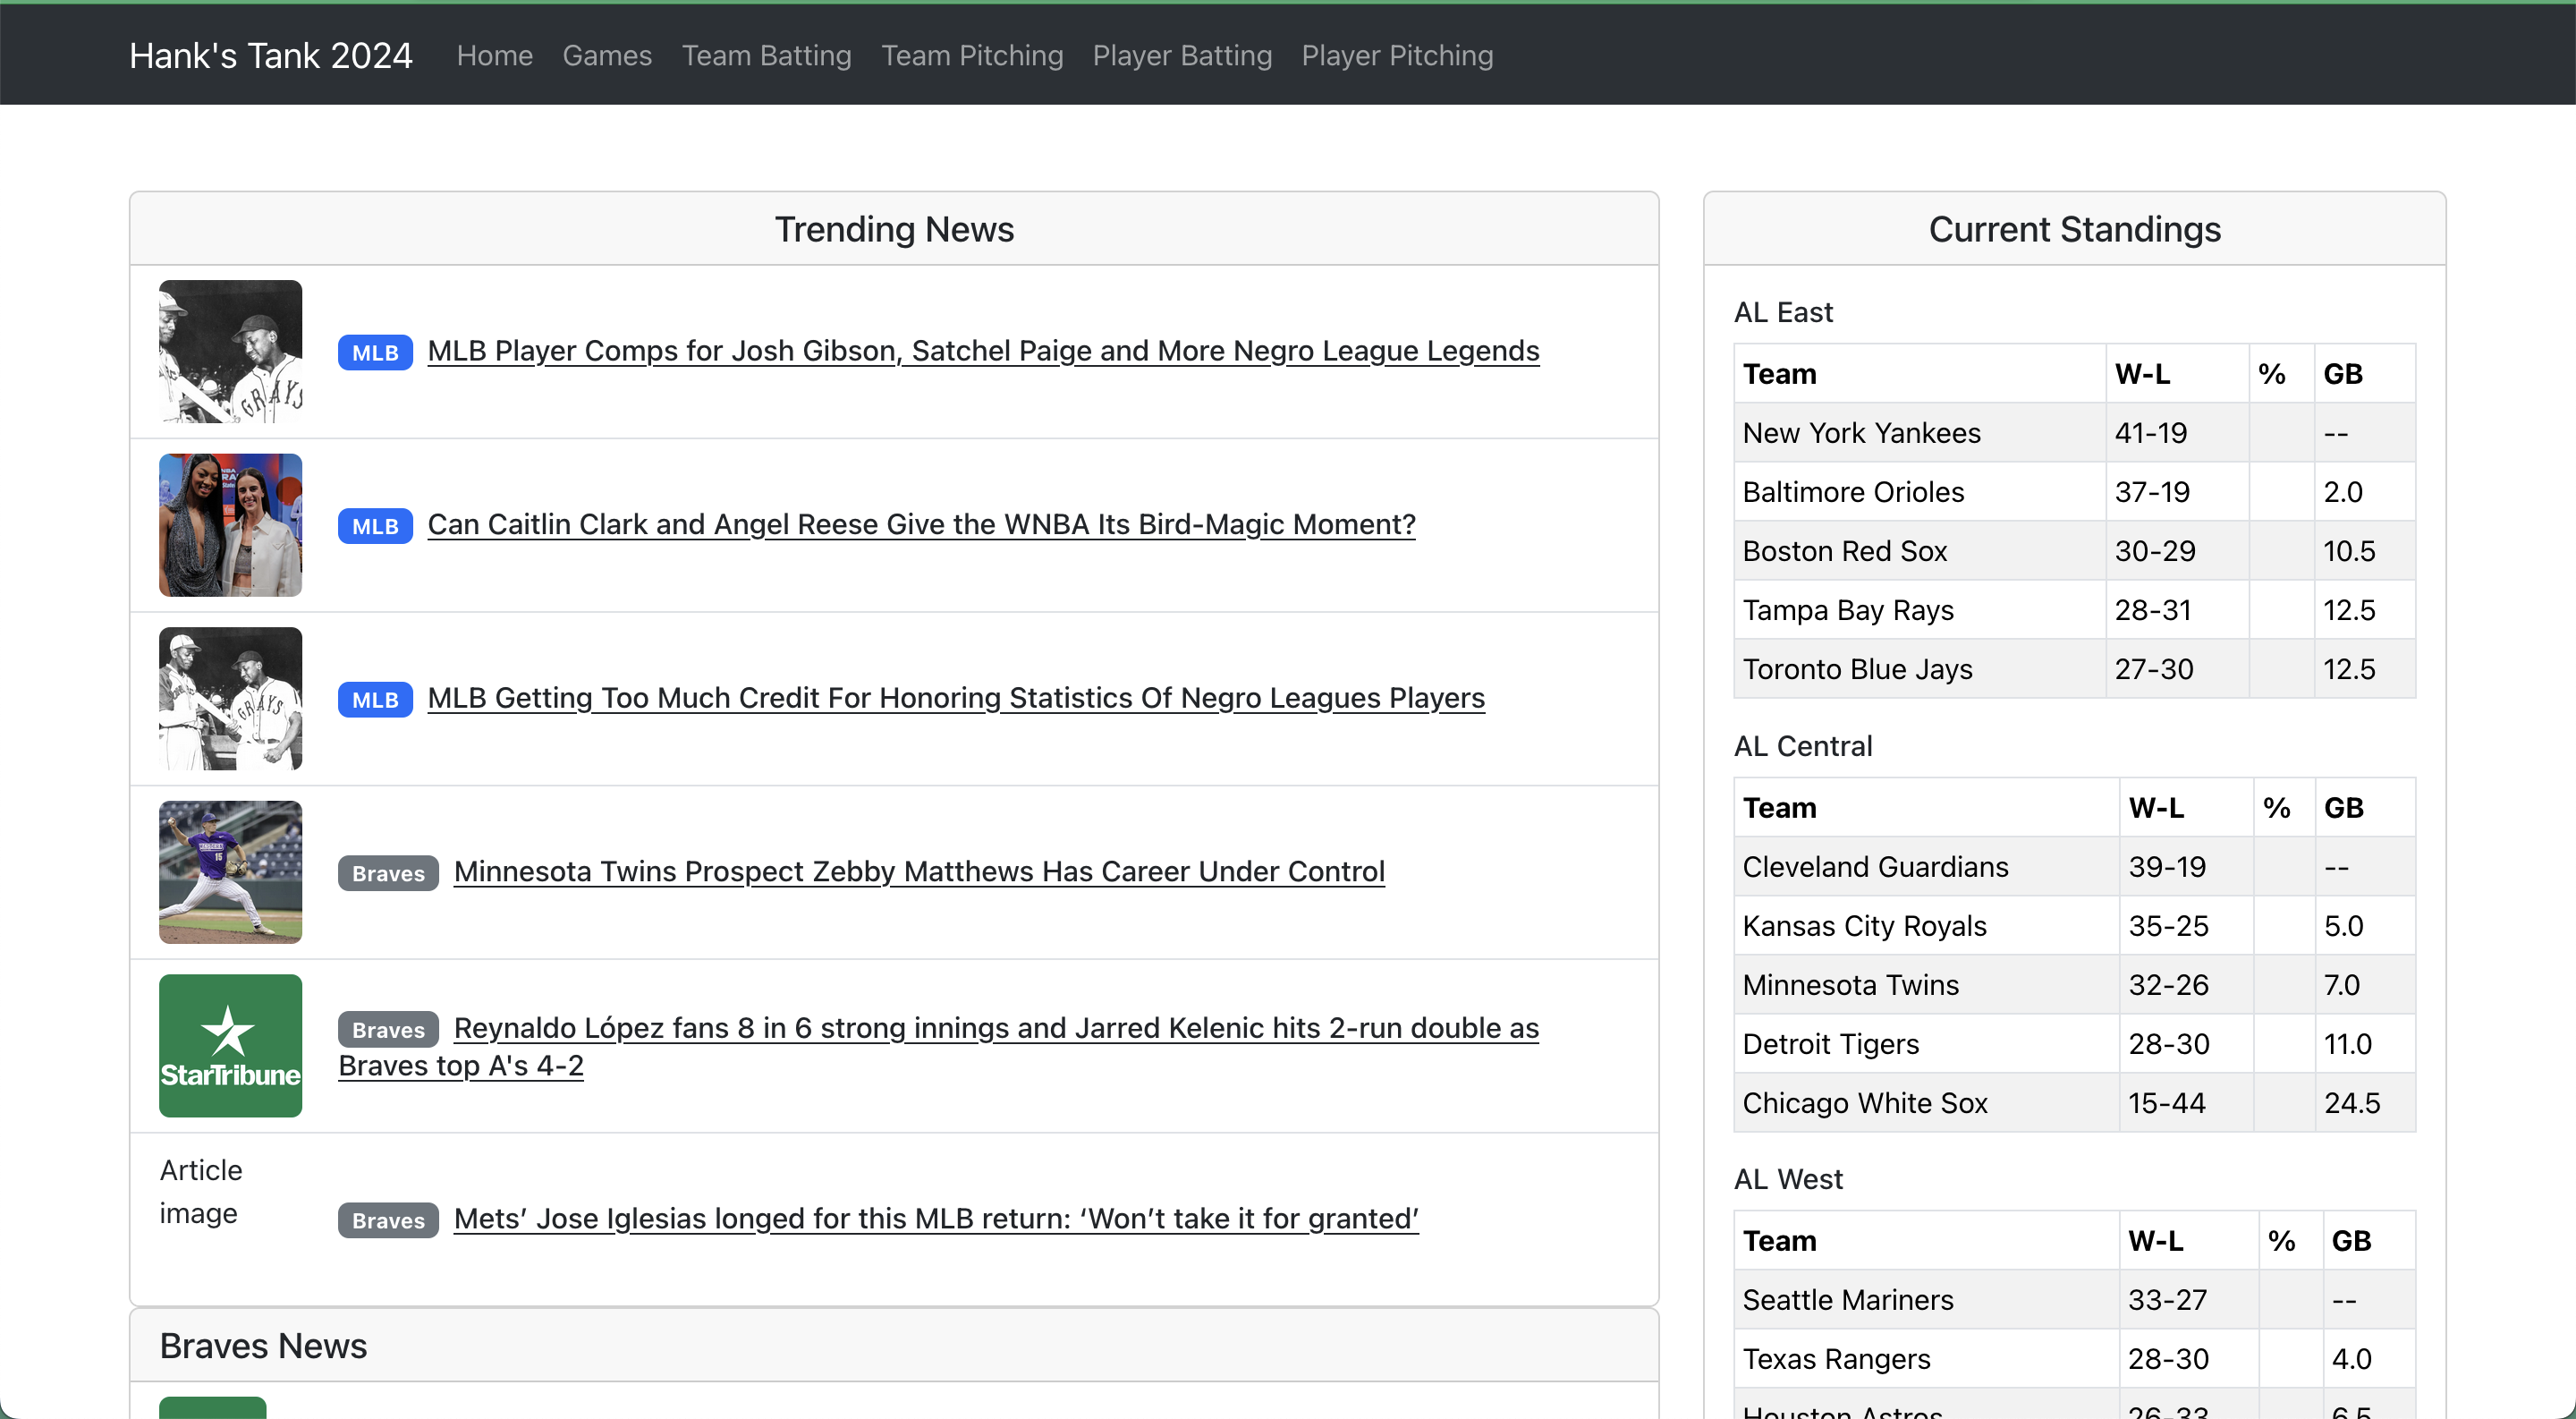 Hank's Tank 2024 Home Games Team Batting Team Pitching Player Batting Player Pitching
Trending News
GRAYS
MLB MLB Player Comps for Josh Gibson, Satchel Paige and More Negro League Legends
MLB Can Caitlin Clark and Angel Reese Give the WNBA Its Bird-Magic Moment?
GRAYS
MLB MLB Getting Too Much Credit For Honoring Statistics Of Negro Leagues Players
15
Braves Minnesota Twins Prospect Zebby Matthews Has Career Under Control
StarTribune
Braves Reynaldo López fans 8 in 6 strong innings and Jarred Kelenic hits 2-run double as
Braves top A's 4-2
Article
image
Braves Mets’ Jose Iglesias longed for this MLB return: ‘Won’t take it for granted’
Braves News
Current Standings
AL East
Team W-L % GB
New York Yankees 41-19 --
Baltimore Orioles 37-19 2.0
Boston Red Sox 30-29 10.5
Tampa Bay Rays 28-31 12.5
Toronto Blue Jays 27-30 12.5
AL Central
Team W-L % GB
Cleveland Guardians 39-19 --
Kansas City Royals 35-25 5.0
Minnesota Twins 32-26 7.0
Detroit Tigers 28-30 11.0
Chicago White Sox 15-44 24.5
AL West
Team W-L % GB
Seattle Mariners 33-27 --
Texas Rangers 28-30 4.0
Houston Astros 26-33 6.5